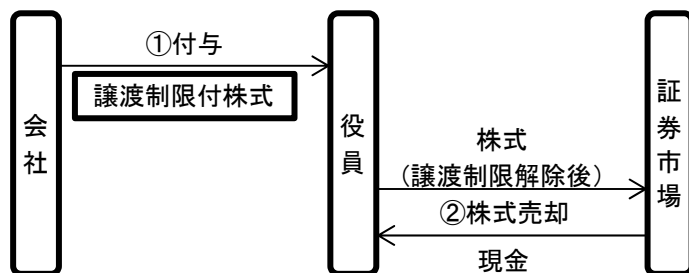 会社
①付与
譲渡制限付株式
役員
株式
（譲渡制限解除後）
②株式売却
現金
証券市場